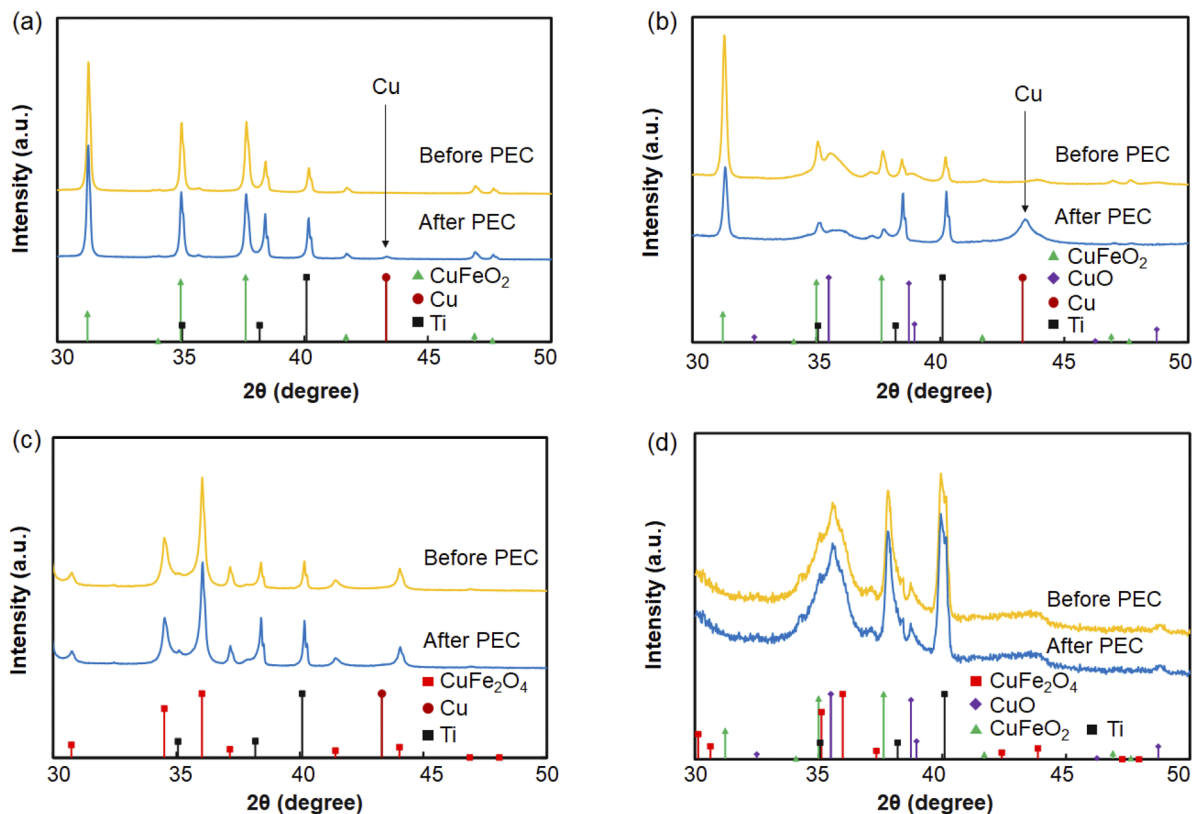 (a)
Intensity (a.u.)
Cu
Before PEC
After PEC
CuFeO₂
Cu
Ti
30 35 40 45 50
2θ (degree)
(b)
Intensity (a.u.)
Cu
Before PEC
After PEC
CuFeO₂
CuO
Cu
Ti
30 35 40 45 50
2θ (degree)
(c)
Intensity (a.u.)
Before PEC
After PEC
CuFe₂O₄
Cu
Ti
30 35 40 45 50
2θ (degree)
(d)
Intensity (a.u.)
Before PEC
After PEC
CuFe₂O₄
CuO
CuFeO₂ Ti
30 35 40 45 50
2θ (degree)